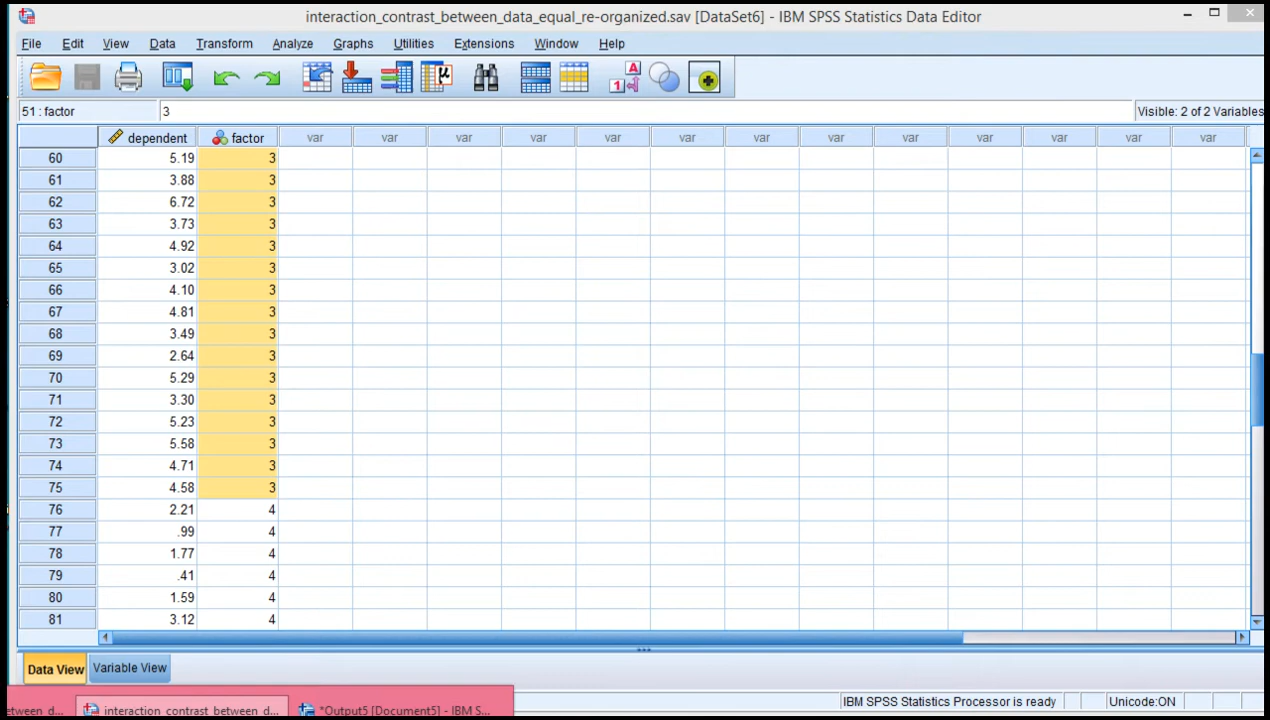 interaction_contrast_between_data_equal_re-organized.sav [DataSet6] - IBM SPSS Statistics Data Editor
File Edit View Data Transform Analyze Graphs Utilities Extensions Window Help
51 : factor 3 Visible: 2 of 2 Variables
dependent factor var var var var var var var var var var var var var
60 5.19 3
61 3.88 3
62 6.72 3
63 3.73 3
64 4.92 3
65 3.02 3
66 4.10 3
67 4.81 3
68 3.49 3
69 2.64 3
70 5.29 3
71 3.30 3
72 5.23 3
73 5.58 3
74 4.71 3
75 4.58 3
76 2.21 4
77 .99 4
78 1.77 4
79 .41 4
80 1.59 4
81 3.12 4
Data View Variable View
IBM SPSS Statistics Processor is ready Unicode:ON
etween_d... interaction_contrast_between_d... *Output5 [Document5] - IBM S...